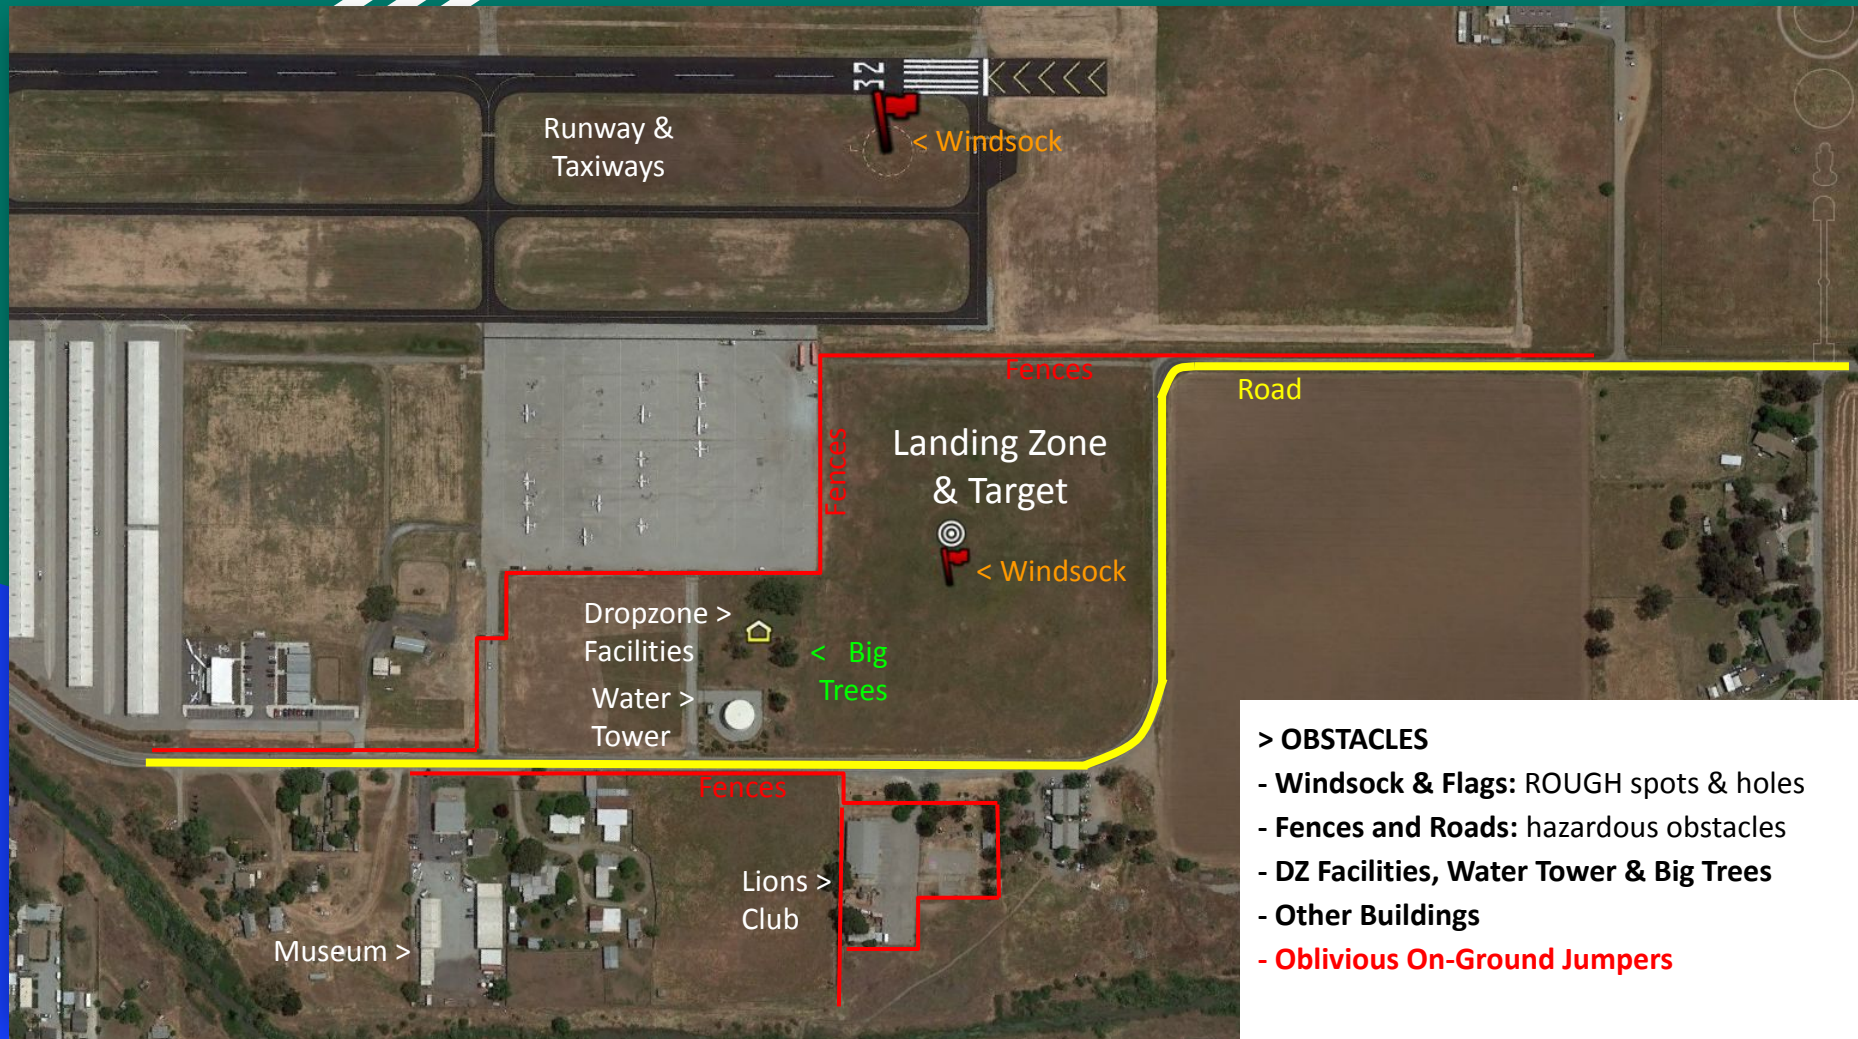 32
Runway &
Taxiways
< Windsock
Fences
Road
Fences
Landing Zone
& Target
< Windsock
Dropzone >
Facilities
< Big
Trees
Water >
Tower
Fences
Lions >
Club
Museum >
> OBSTACLES
- Windsock & Flags: ROUGH spots & holes
- Fences and Roads: hazardous obstacles
- DZ Facilities, Water Tower & Big Trees
- Other Buildings
- Oblivious On-Ground Jumpers